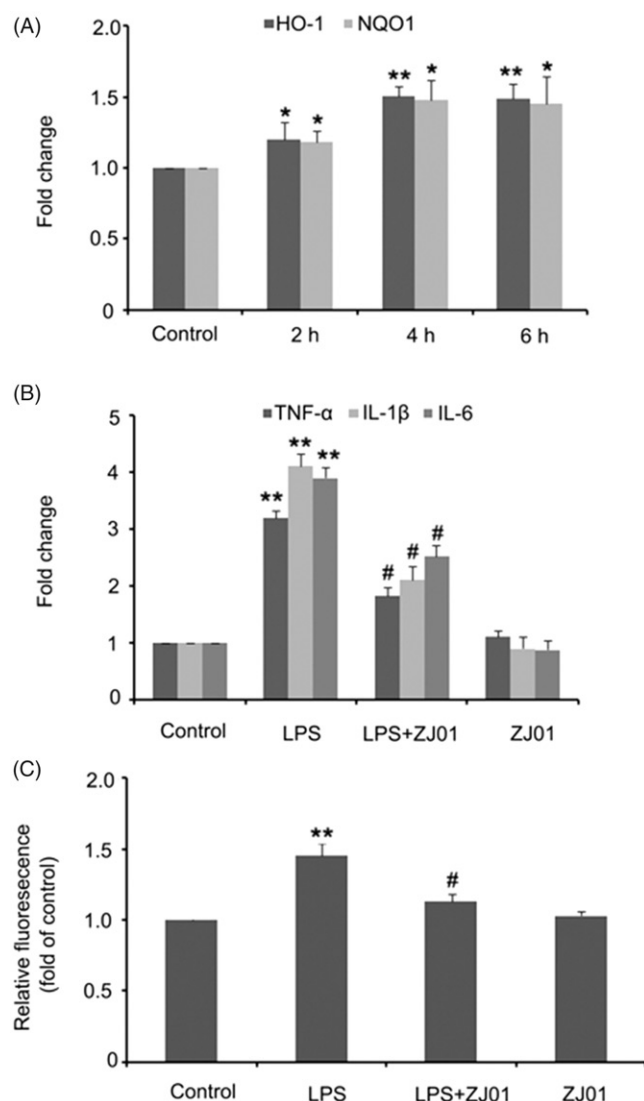 (A)
HO-1 NQO1
2.0
** * ** *
1.5
* *
1.0
0.5
0
Fold change
Control 2 h 4 h 6 h
(B)
TNF-α IL-1β IL-6
5
** ** **
4
3
# # #
2
1
0
Fold change
Control LPS LPS+ZJ01 ZJ01
(C)
2.0
**
1.5
#
1.0
0.5
0
Relative fluoresecence
(fold of control)
Control LPS LPS+ZJ01 ZJ01